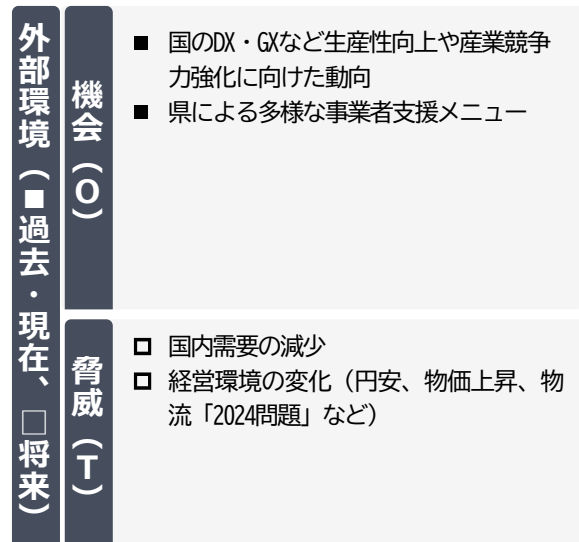 外部環境（■過去・現在、□将来）
機会（O）
■ 国のDX・GXなど生産性向上や産業競争
力強化に向けた動向
■ 県による多様な事業者支援メニュー
脅威（T）
□ 国内需要の減少
□ 経営環境の変化（円安、物価上昇、物
流「2024問題」など）